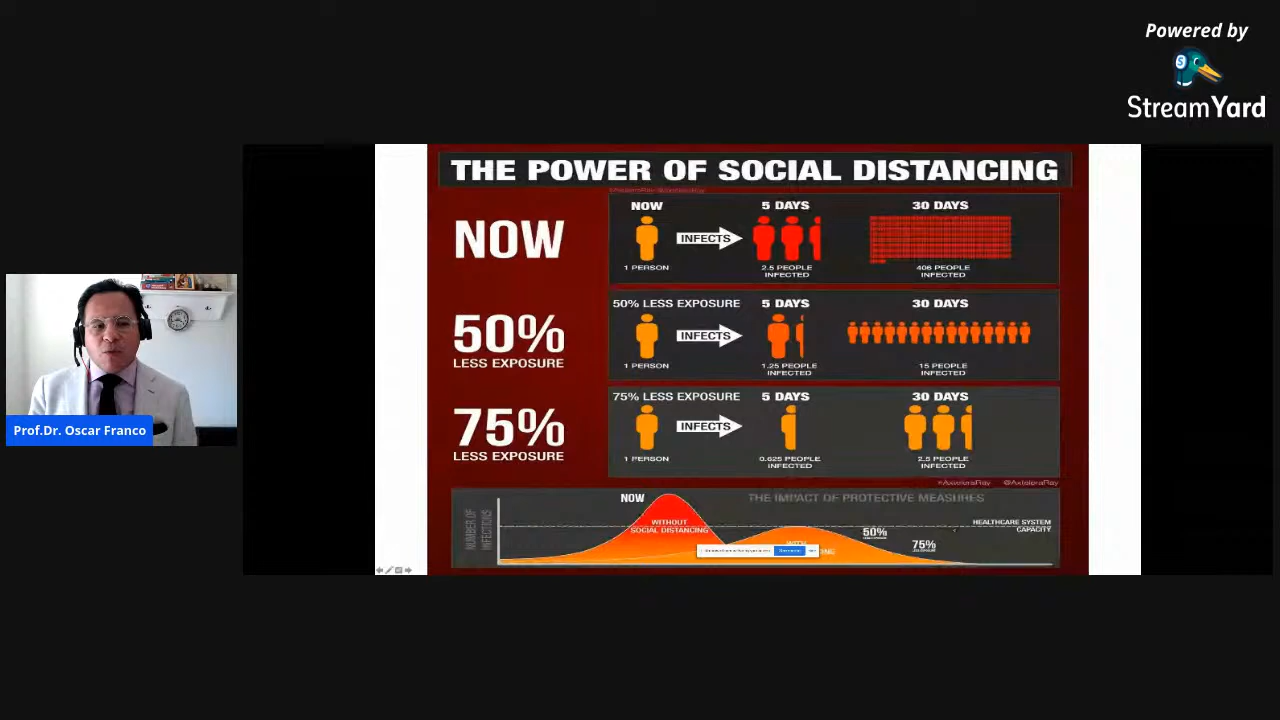 Powered by
StreamYard
THE POWER OF SOCIAL DISTANCING
NOW
NOW
5 DAYS
30 DAYS
INFECTS
1 PERSON
2.5 PEOPLE
INFECTED
406 PEOPLE
INFECTED
50%
LESS EXPOSURE
50% LESS EXPOSURE
5 DAYS
30 DAYS
INFECTS
1 PERSON
1.25 PEOPLE
INFECTED
15 PEOPLE
INFECTED
75%
LESS EXPOSURE
75% LESS EXPOSURE
5 DAYS
30 DAYS
INFECTS
1 PERSON
0.625 PEOPLE
INFECTED
2.5 PEOPLE
INFECTED
@AxteleraRay
NUMBER OF
INFECTIONS
NOW
THE IMPACT OF PROTECTIVE MEASURES
WITHOUT
SOCIAL DISTANCING
HEALTHCARE SYSTEM
CAPACITY
50%
75%
Prof.Dr. Oscar Franco